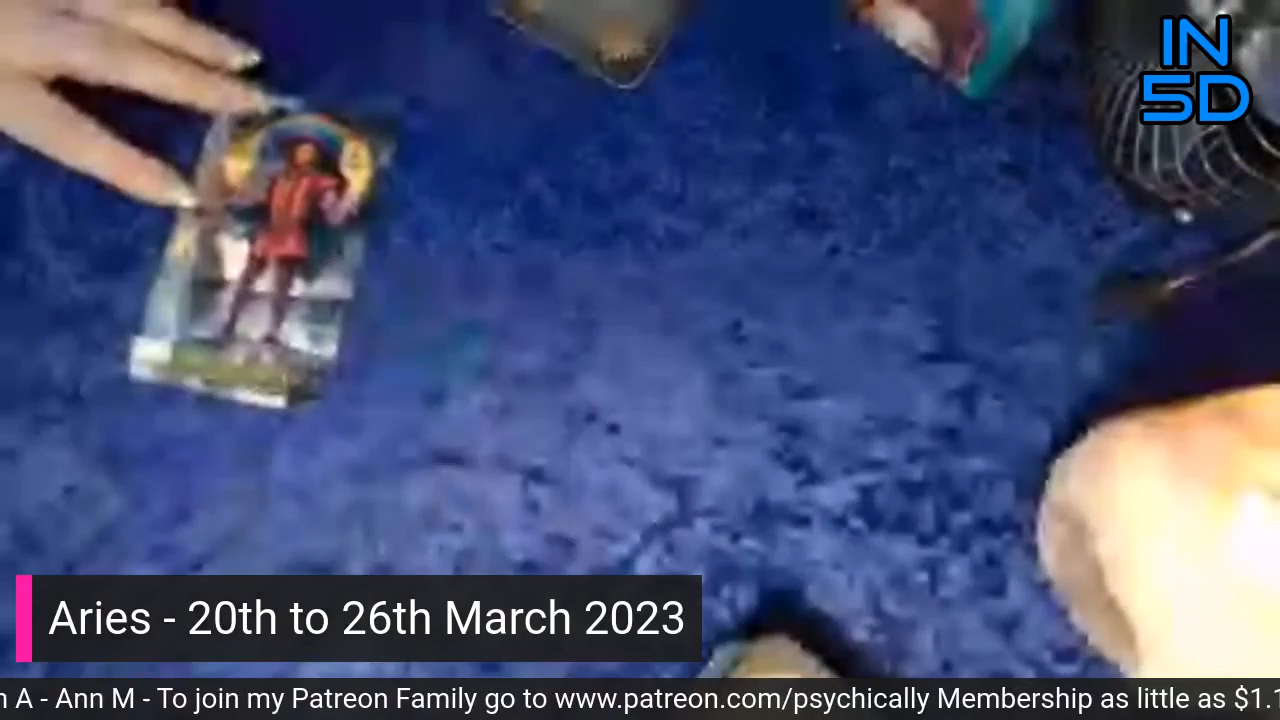 IN
5D
Aries - 20th to 26th March 2023
A - Ann M - To join my Patreon Family go to www.patreon.com/psychically Membership as little as $1.